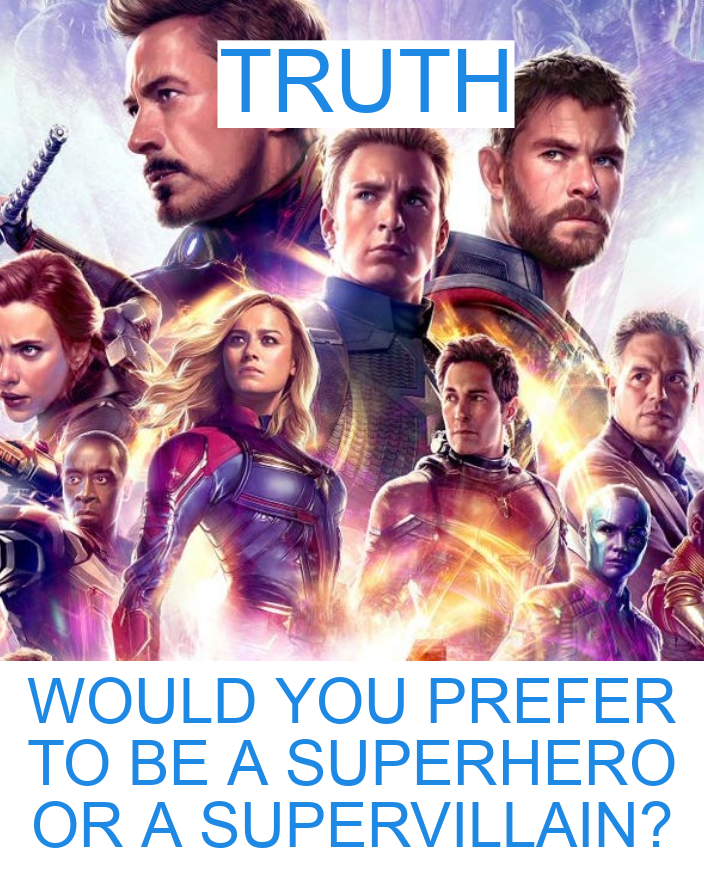 TRUTH
WOULD YOU PREFER
TO BE A SUPERHERO
OR A SUPERVILLAIN?